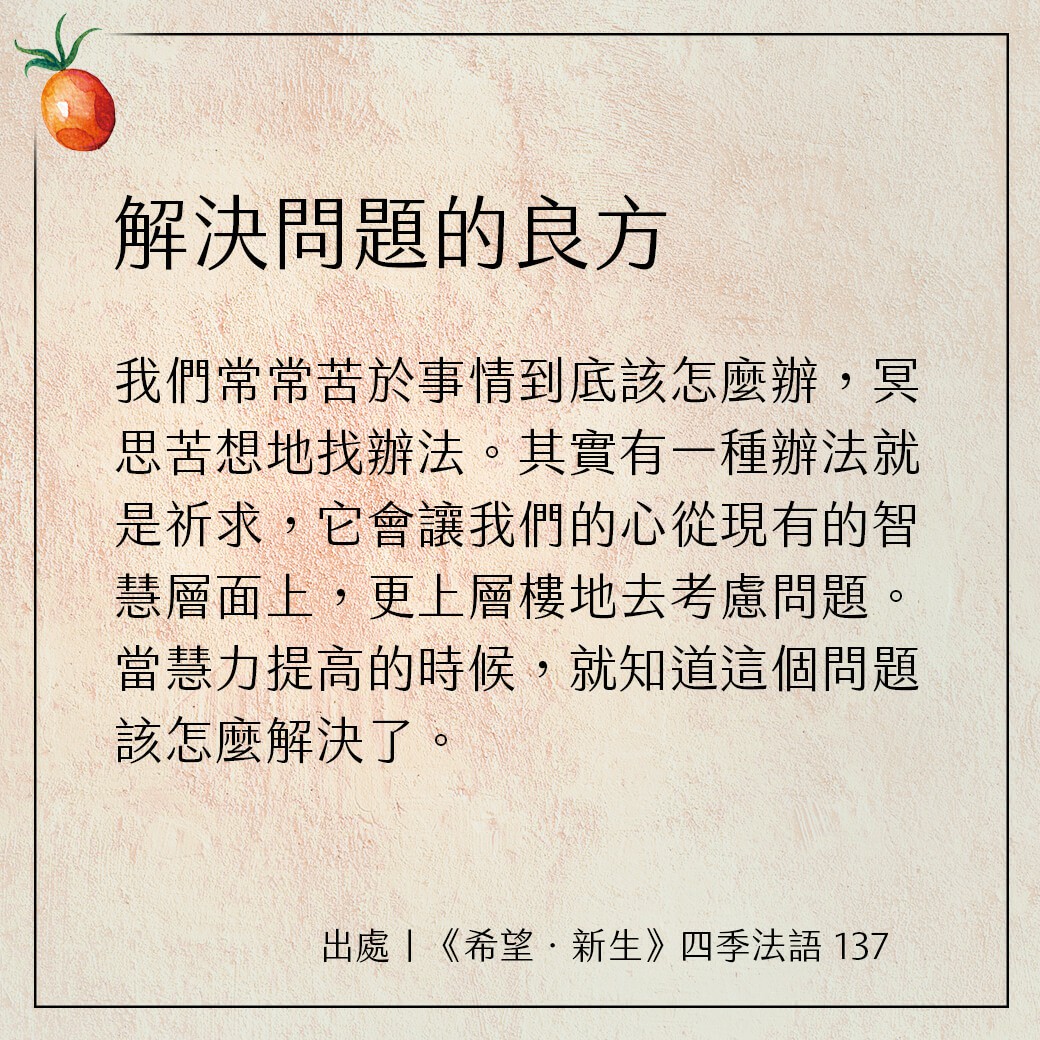 解決問題的良方
我們常常苦於事情到底該怎麼辦，冥
思苦想地找辦法。其實有一種辦法就
是祈求，它會讓我們的心從現有的智
慧層面上，更上層樓地去考慮問題。
當慧力提高的時候，就知道這個問題
該怎麼解決了。
出處｜《希望．新生》四季法語 137